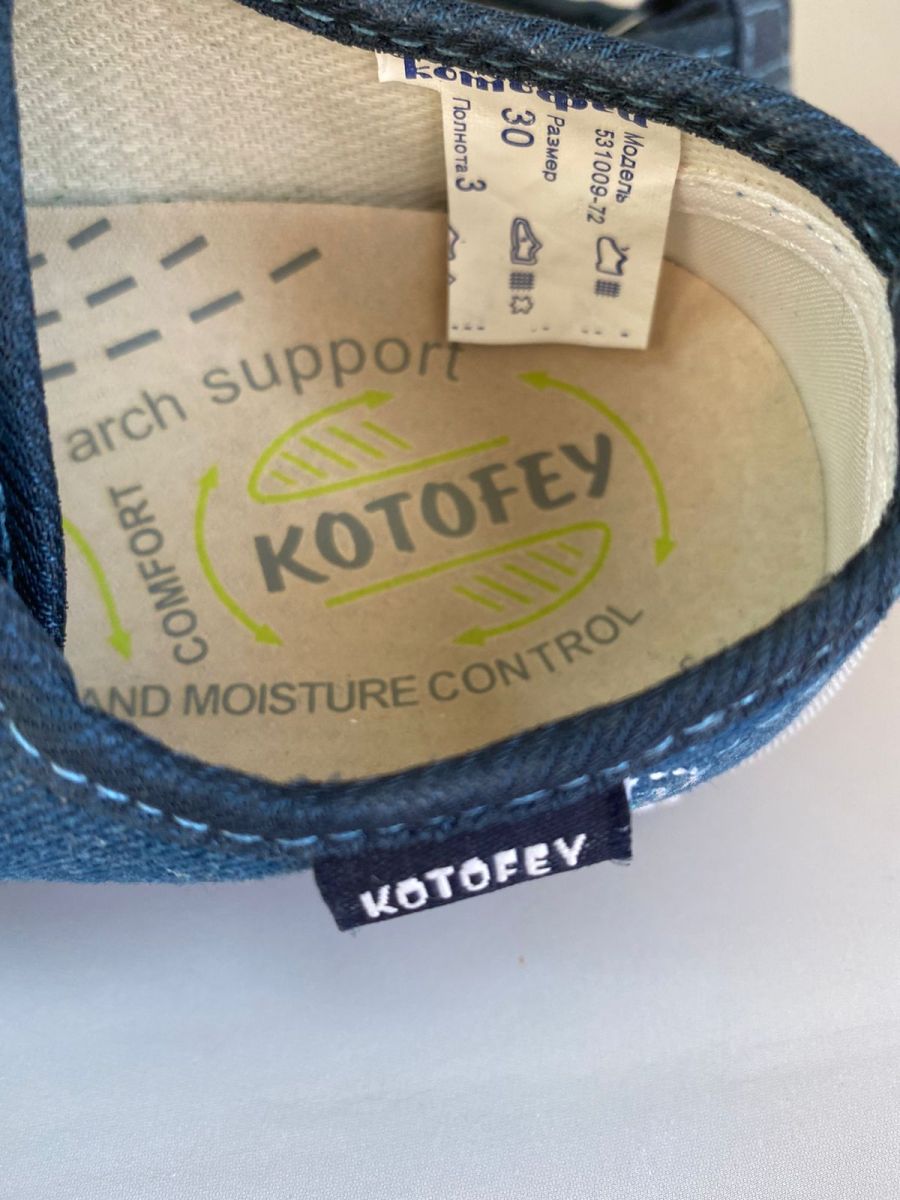 Котофей
Модель
531009-72
Размер
30
Полнота 3
arch support
COMFORT
KOTOFEY
AND MOISTURE CONTROL
KOTOFEY